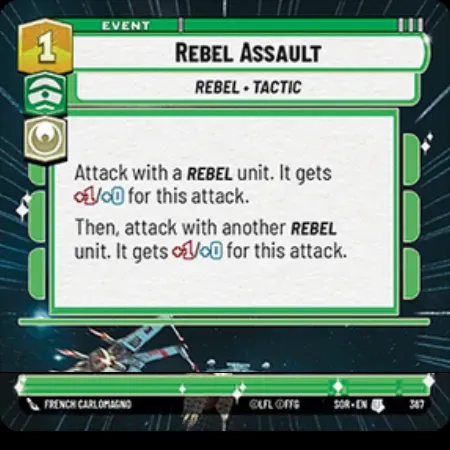 EVENT
1
REBEL ASSAULT
REBEL • TACTIC
Attack with a REBEL unit. It gets
+1/+0 for this attack.
Then, attack with another REBEL
unit. It gets +1/+0 for this attack.
FRENCH CARLOMAGNO
©LFL ©FFG
SOR • EN
367